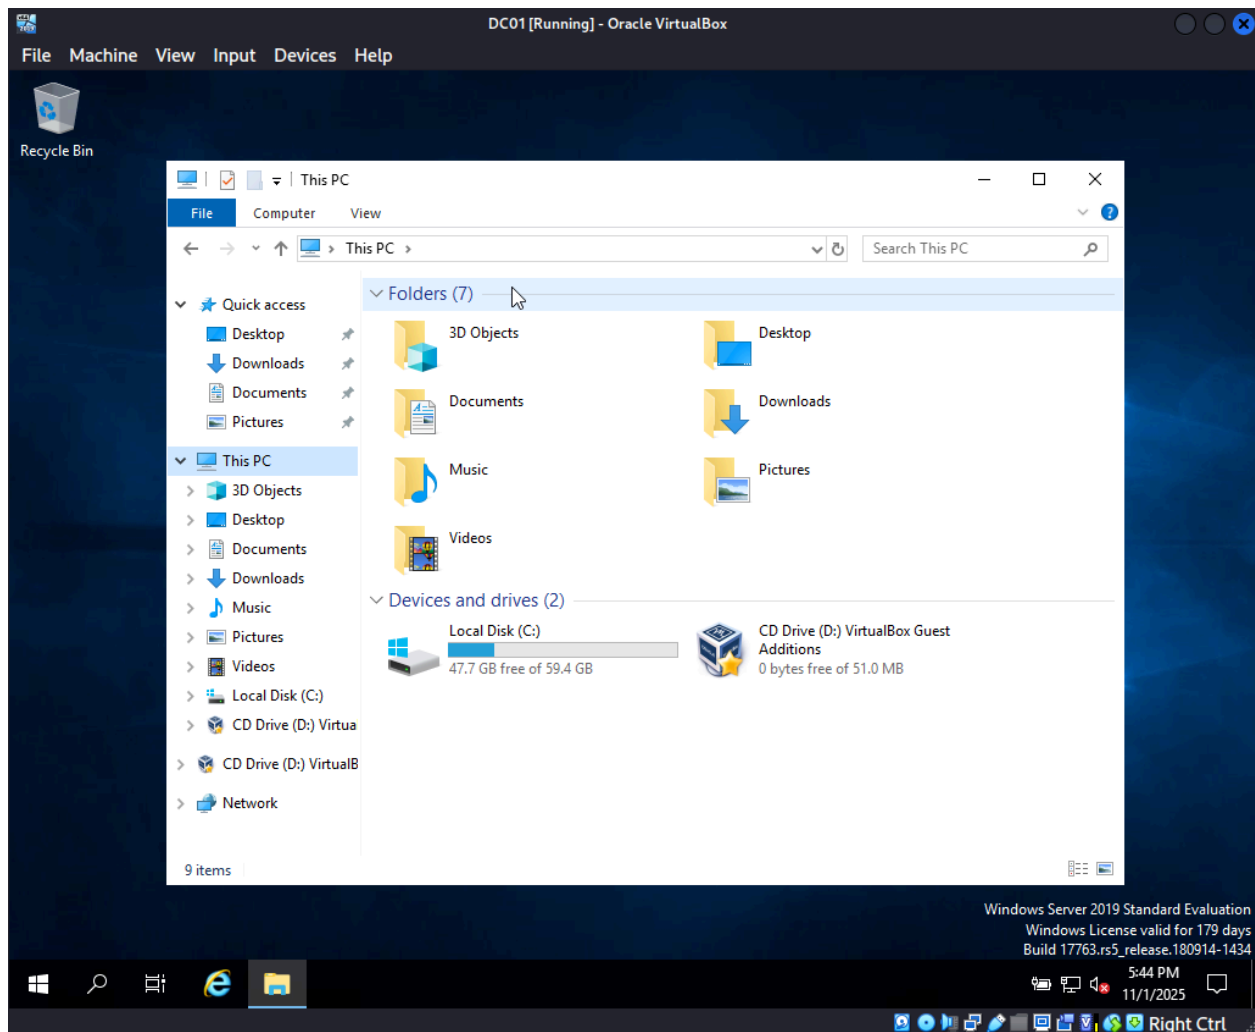 DC01 [Running] - Oracle VirtualBox
File Machine View Input Devices Help
Recycle Bin
This PC
File Computer View
This PC
Search This PC
Quick access
Desktop
Downloads
Documents
Pictures
This PC
3D Objects
Desktop
Documents
Downloads
Music
Pictures
Videos
Local Disk (C:)
CD Drive (D:) Virtua
CD Drive (D:) VirtualB
Network
Folders (7)
3D Objects
Desktop
Documents
Downloads
Music
Pictures
Videos
Devices and drives (2)
Local Disk (C:)
47.7 GB free of 59.4 GB
CD Drive (D:) VirtualBox Guest
Additions
0 bytes free of 51.0 MB
9 items
Windows Server 2019 Standard Evaluation
Windows License valid for 179 days
Build 17763.rs5_release.180914-1434
5:44 PM
11/1/2025
Right Ctrl